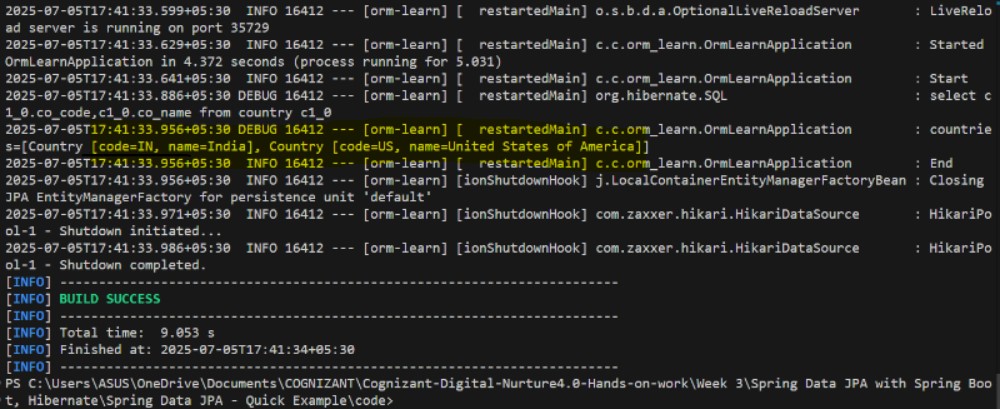 2025-07-05T17:41:33.599+05:30  INFO 16412 --- [orm-learn] [  restartedMain] o.s.b.d.a.OptionalLiveReloadServer       : LiveRelo
ad server is running on port 35729
2025-07-05T17:41:33.629+05:30  INFO 16412 --- [orm-learn] [  restartedMain] c.c.orm_learn.OrmLearnApplication        : Started
OrmLearnApplication in 4.372 seconds (process running for 5.031)
2025-07-05T17:41:33.641+05:30  INFO 16412 --- [orm-learn] [  restartedMain] c.c.orm_learn.OrmLearnApplication        : Start
2025-07-05T17:41:33.886+05:30 DEBUG 16412 --- [orm-learn] [  restartedMain] org.hibernate.SQL                        : select c
1_0.co_code,c1_0.co_name from country c1_0
2025-07-05T17:41:33.956+05:30 DEBUG 16412 --- [orm-learn] [  restartedMain] c.c.orm_learn.OrmLearnApplication        : countrie
s=[Country [code=IN, name=India], Country [code=US, name=United States of America]]
2025-07-05T17:41:33.956+05:30  INFO 16412 --- [orm-learn] [  restartedMain] c.c.orm_learn.OrmLearnApplication        : End
2025-07-05T17:41:33.956+05:30  INFO 16412 --- [orm-learn] [ionShutdownHook] j.LocalContainerEntityManagerFactoryBean : Closing
JPA EntityManagerFactory for persistence unit 'default'
2025-07-05T17:41:33.971+05:30  INFO 16412 --- [orm-learn] [ionShutdownHook] com.zaxxer.hikari.HikariDataSource       : HikariPo
ol-1 - Shutdown initiated...
2025-07-05T17:41:33.986+05:30  INFO 16412 --- [orm-learn] [ionShutdownHook] com.zaxxer.hikari.HikariDataSource       : HikariPo
ol-1 - Shutdown completed.
[INFO] ------------------------------------------------------------------------
[INFO] BUILD SUCCESS
[INFO] ------------------------------------------------------------------------
[INFO] Total time:  9.053 s
[INFO] Finished at: 2025-07-05T17:41:34+05:30
[INFO] ------------------------------------------------------------------------
PS C:\Users\ASUS\OneDrive\Documents\COGNIZANT\Cognizant-Digital-Nurture4.0-Hands-on-work\Week 3\Spring Data JPA with Spring Boo
t, Hibernate\Spring Data JPA - Quick Example\code>